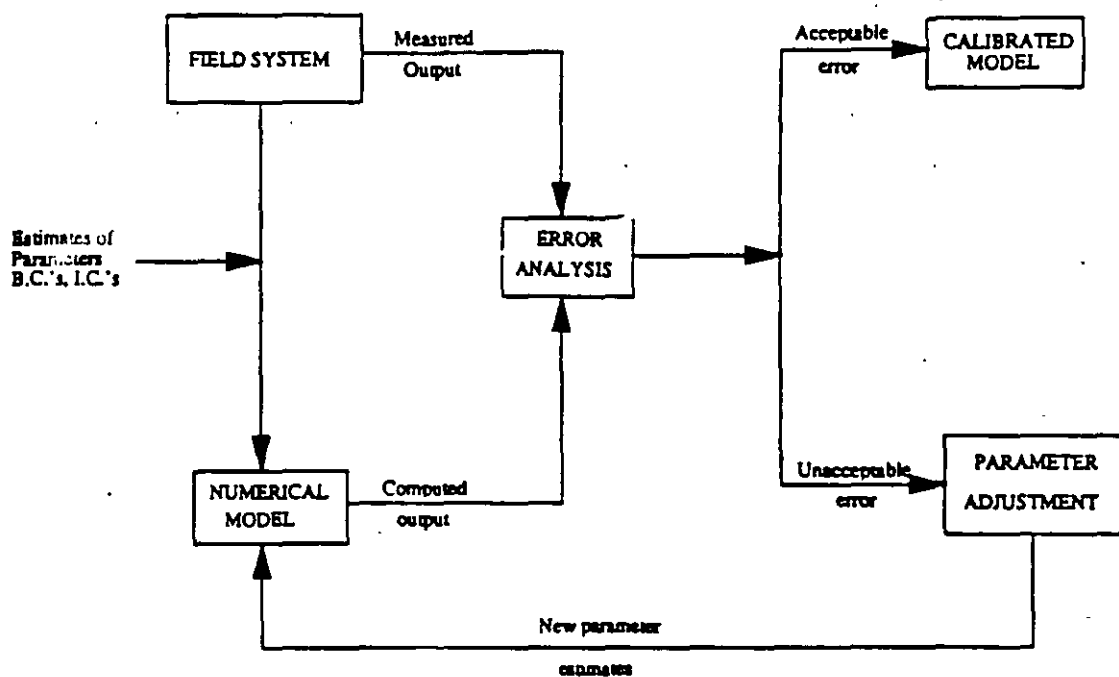 FIELD SYSTEM
Measured
Output
Acceptable
error
CALIBRATED
MODEL
Estimates of
Parameters
B.C.'s, I.C.'s
ERROR
ANALYSIS
NUMERICAL
MODEL
Computed
output
Unacceptable
error
PARAMETER
ADJUSTMENT
New parameter
estimates